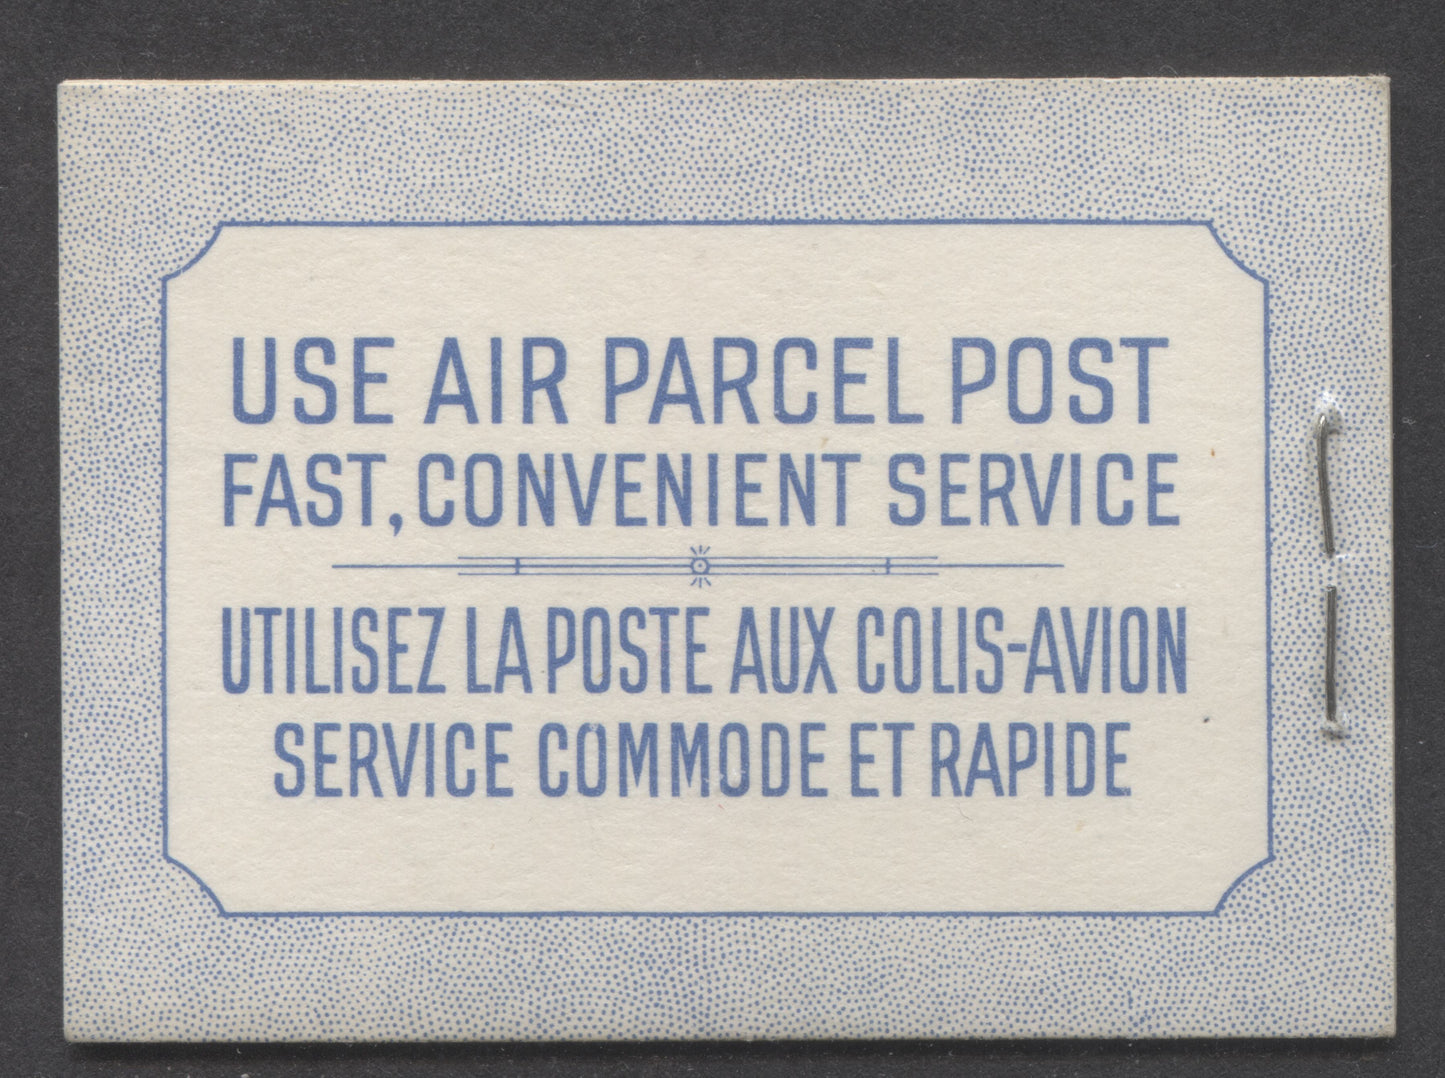 USE AIR PARCEL POST
FAST, CONVENIENT SERVICE
UTILISEZ LA POSTE AUX COLIS-AVION
SERVICE COMMODE ET RAPIDE